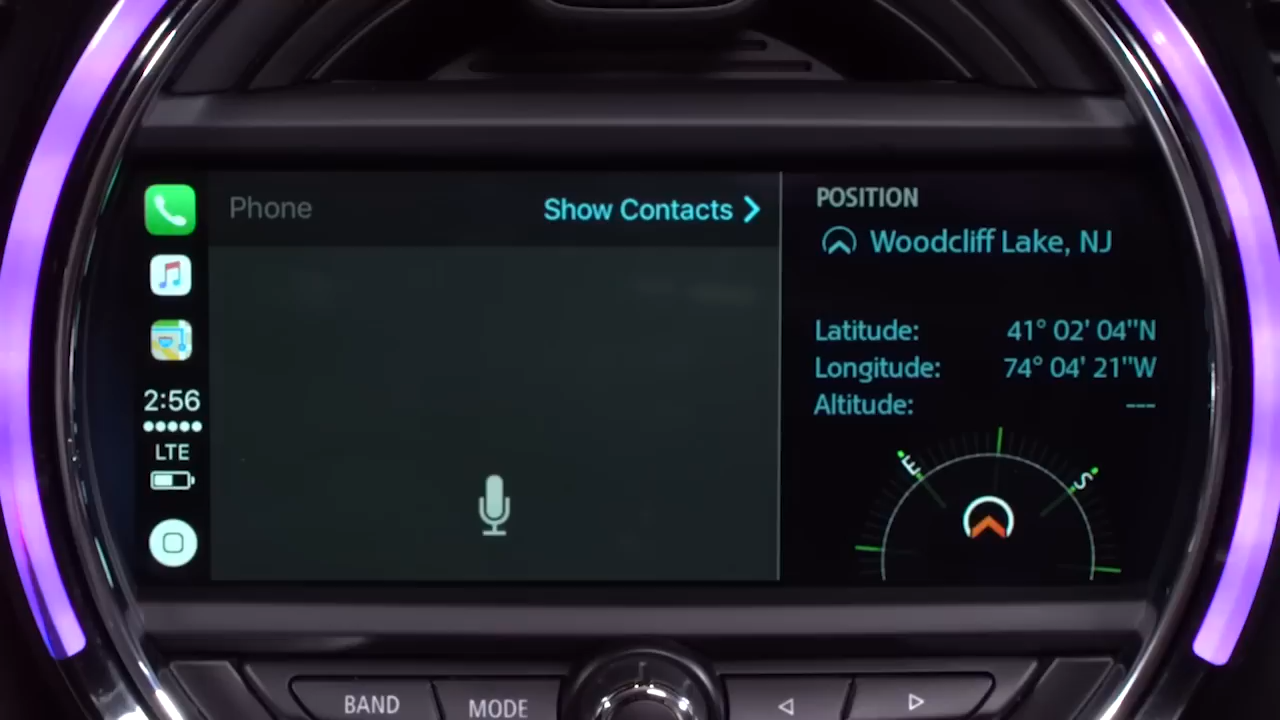 Phone
Show Contacts
2:56
LTE
POSITION
Woodcliff Lake, NJ
Latitude: 41° 02' 04"N
Longitude: 74° 04' 21"W
Altitude: ---
E
S
BAND
MODE